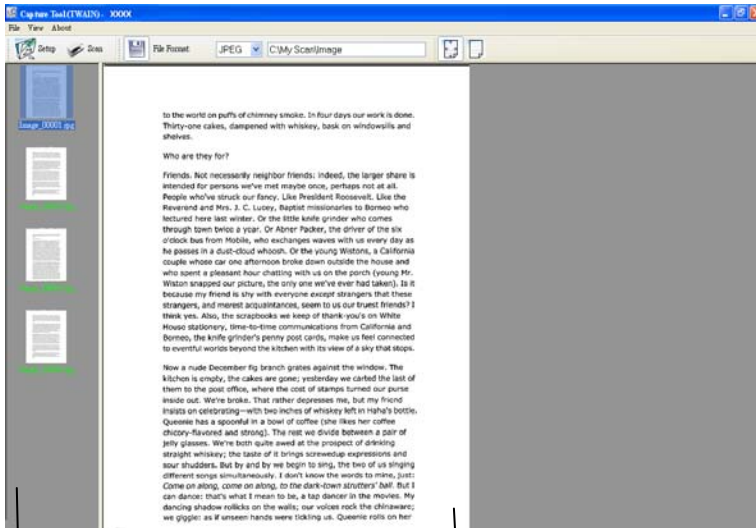 Capture Tool(TWAIN) - XXXX
File View About
Setup Scan File Format JPEG C:\My Scan\Image
Image_00001.jpg
to the world on puffs of chimney smoke. In four days our work is done.
Thirty-one cakes, dampened with whiskey, bask on windowsills and
shelves.
Who are they for?
Friends. Not necessarily neighbor friends: indeed, the larger share is
intended for persons we've met maybe once, perhaps not at all.
People who've struck our fancy. Like President Roosevelt. Like the
Reverend and Mrs. J. C. Lucey, Baptist missionaries to Borneo who
lectured here last winter. Or the little knife grinder who comes
through town twice a year. Or Abner Packer, the driver of the six
o'clock bus from Mobile, who exchanges waves with us every day as
he passes in a dust-cloud whoosh. Or the young Wistons, a California
couple whose car one afternoon broke down outside the house and
who spent a pleasant hour chatting with us on the porch (young Mr.
Wiston snapped our picture, the only one we've ever had taken). Is it
because my friend is shy with everyone except strangers that these
strangers, and merest acquaintances, seem to us our truest friends? I
think yes. Also, the scrapbooks we keep of thank-you's on White
House stationery, time-to-time communications from California and
Borneo, the knife grinder's penny post cards, make us feel connected
to eventful worlds beyond the kitchen with its view of a sky that stops.
Now a nude December fig branch grates against the window. The
kitchen is empty, the cakes are gone; yesterday we carted the last of
them to the post office, where the cost of stamps turned our purse
inside out. We're broke. That rather depresses me, but my friend
insists on celebrating—with two inches of whiskey left in Haha's bottle.
Queenie has a spoonful in a bowl of coffee (she likes her coffee
chicory-flavored and strong). The rest we divide between a pair of
jelly glasses. We're both quite awed at the prospect of drinking
straight whiskey; the taste of it brings screwedup expressions and
sour shudders. But by and by we begin to sing, the two of us singing
different songs simultaneously. I don't know the words to mine, just:
Come on along, come on along, to the dark-town strutters' ball. But I
can dance: that's what I mean to be, a tap dancer in the movies. My
dancing shadow rollicks on the walls; our voices rock the chinaware;
we giggle: as if unseen hands were tickling us. Queenie rolls on her